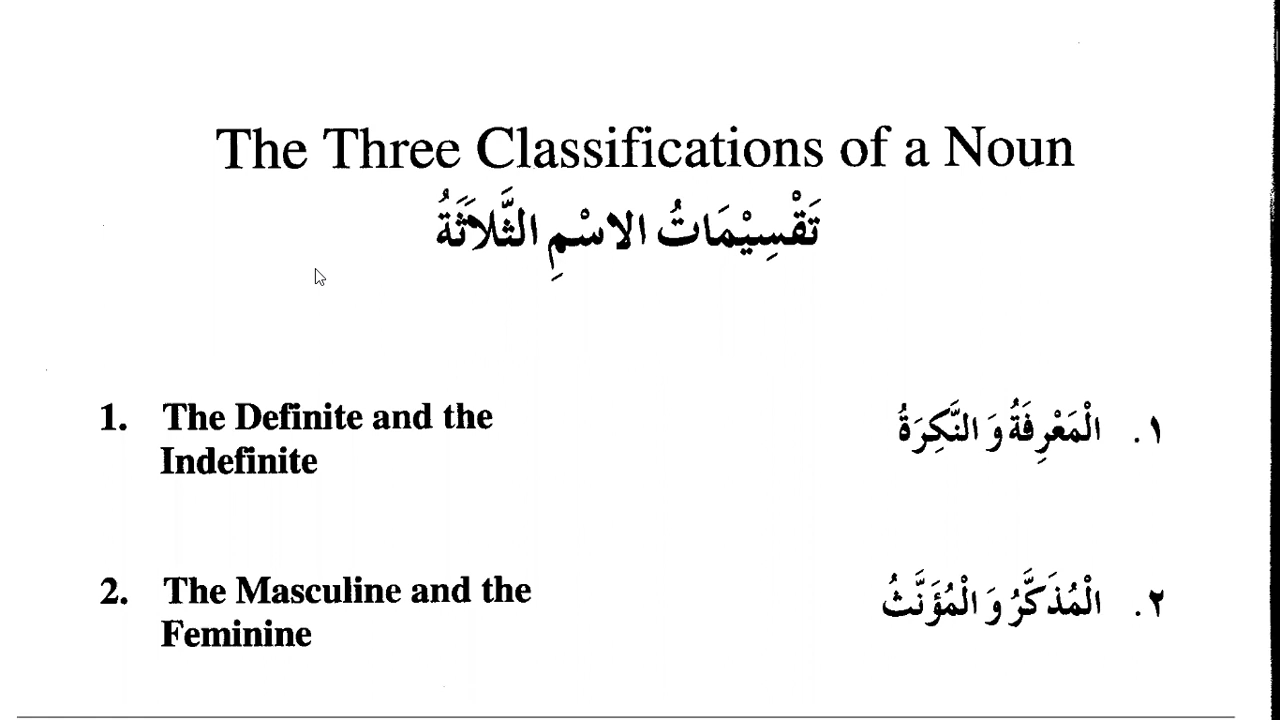 The Three Classifications of a Noun
تَقْسِيْمَاتُ الاسْمِ الثَّلاَثَةُ
1. The Definite and the
Indefinite
١. الْمَعْرِفَةُ وَ النَّكِرَةُ
2. The Masculine and the
Feminine
٢. الْمُذَكَّرُ وَ الْمُؤَنَّثُ